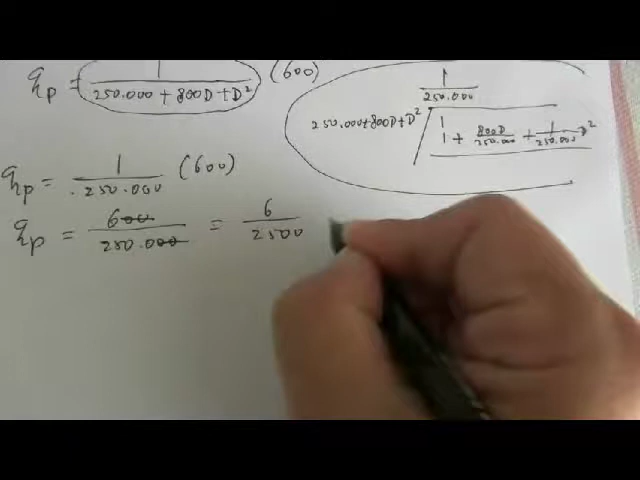 q_p = 1 / (250.000 + 800D + D²) (600)
1 / 250.000
250.000+800D+D² 1
1 + 800D/250.000 + 1/250.000 D²
q_p = 1 / 250.000 (600)
q_p = 600 / 250.000 = 6 / 2500